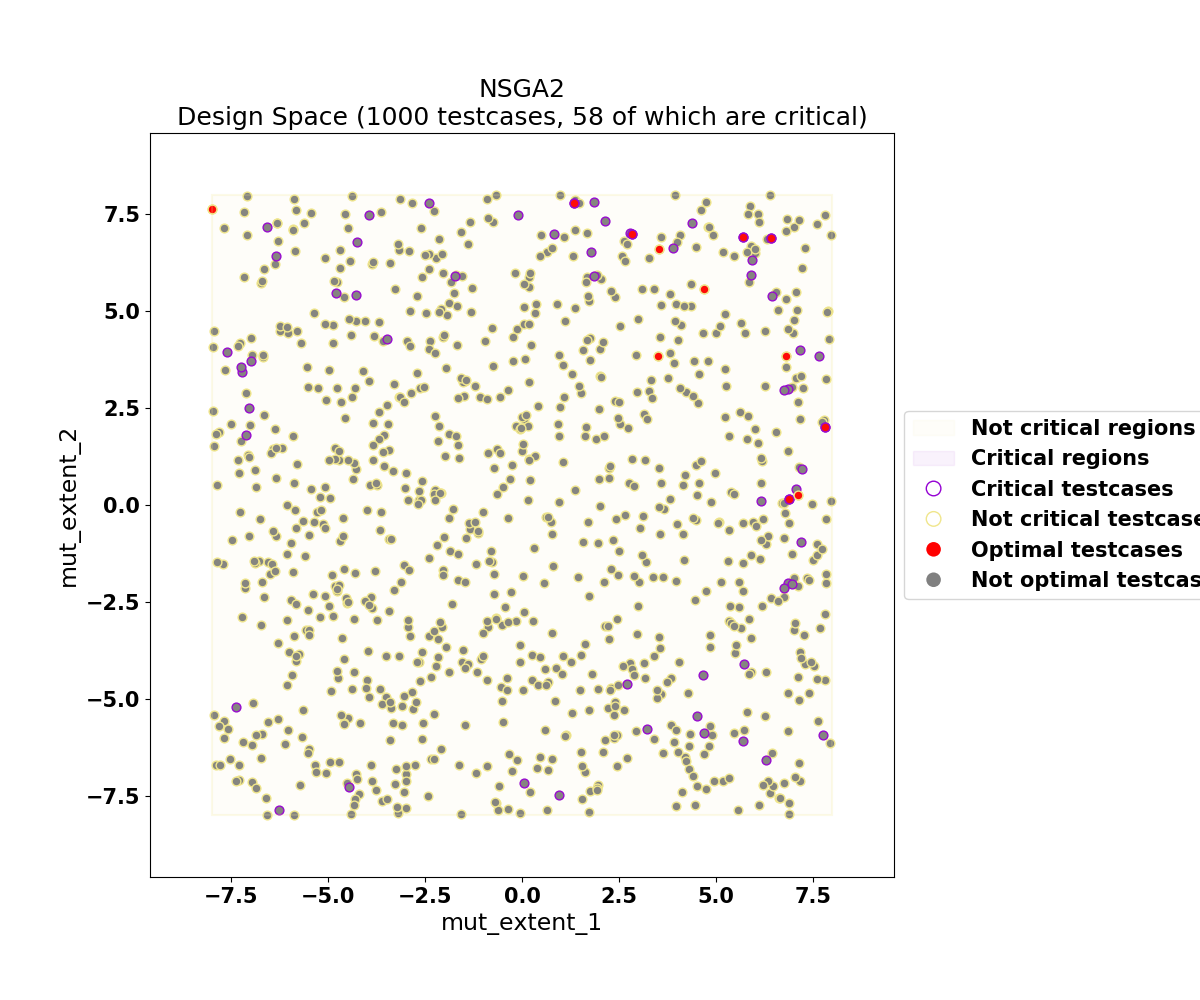 NSGA2
Design Space (1000 testcases, 58 of which are critical)
7.5
5.0
2.5
0.0
−2.5
−5.0
−7.5
mut_extent_2
−7.5 −5.0 −2.5 0.0 2.5 5.0 7.5
mut_extent_1
Not critical regions
Critical regions
Critical testcases
Not critical testcase
Optimal testcases
Not optimal testcas